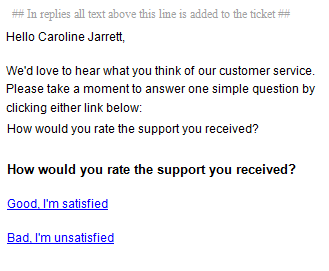 ## In replies all text above this line is added to the ticket ##
Hello Caroline Jarrett,
We'd love to hear what you think of our customer service.
Please take a moment to answer one simple question by
clicking either link below:
How would you rate the support you received?
How would you rate the support you received?
Good, I'm satisfied
Bad, I'm unsatisfied